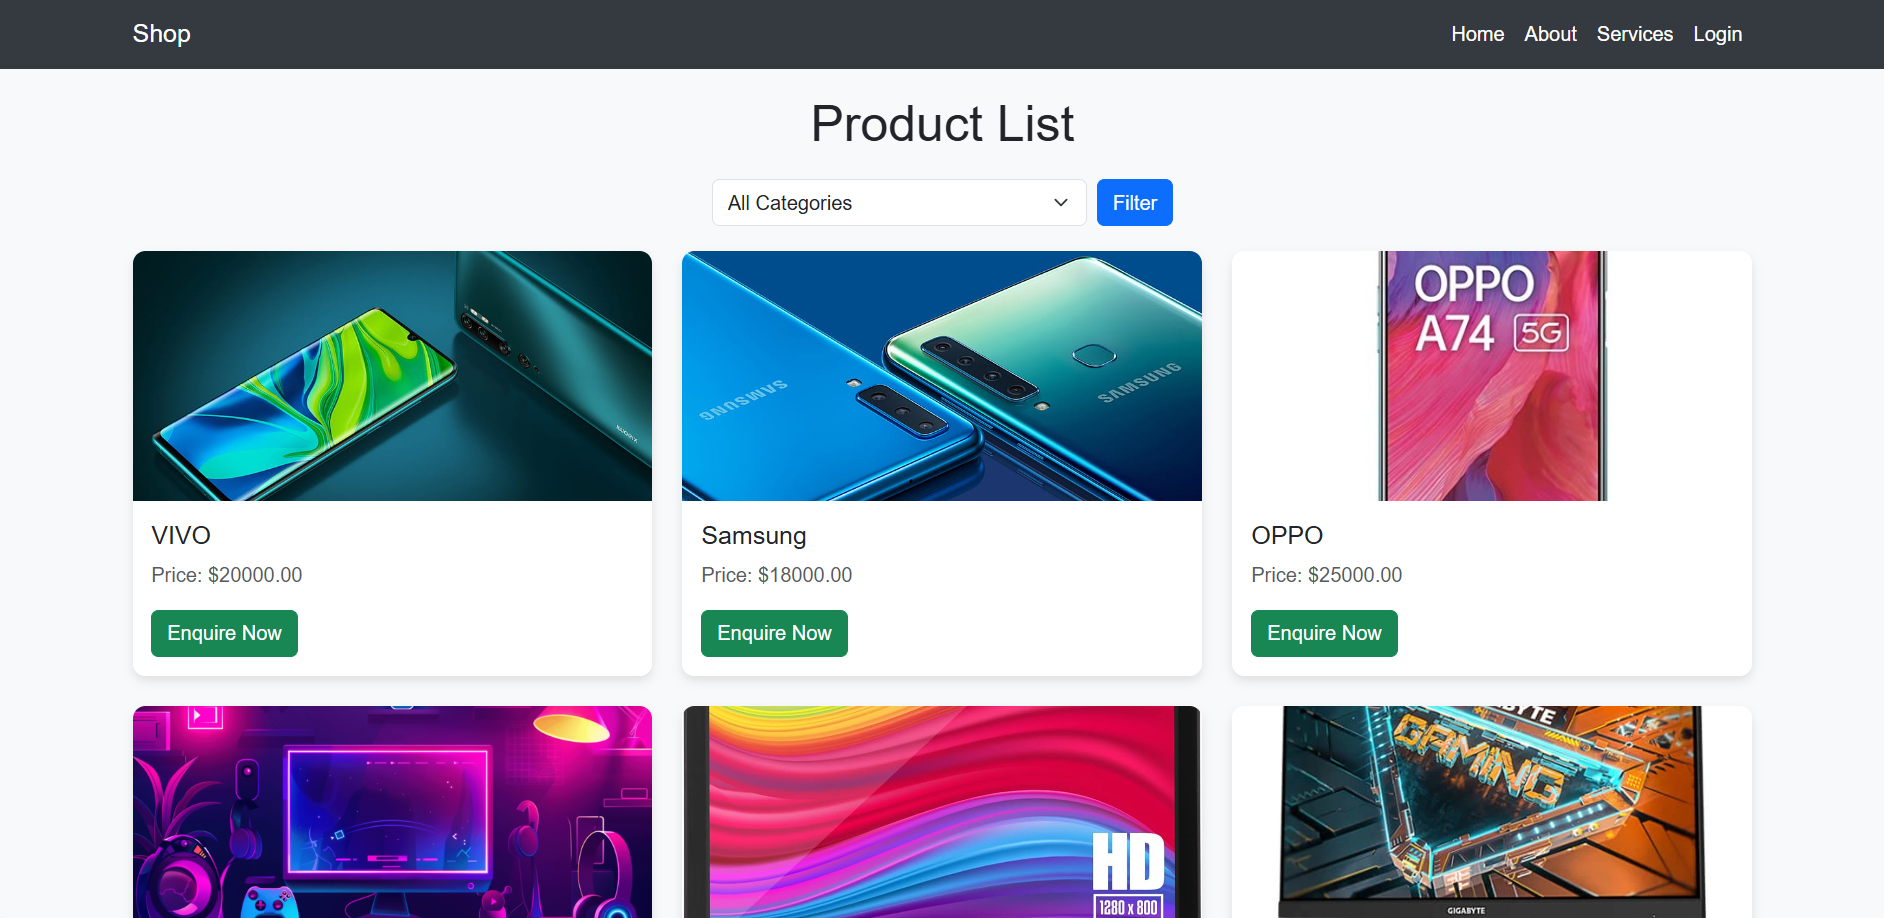 Shop
Home About Services Login
Product List
All Categories
Filter
XIAOMI
SAMSUNG
SAMSUNG
OPPO
A74 5G
VIVO
Price: $20000.00
Enquire Now
Samsung
Price: $18000.00
Enquire Now
OPPO
Price: $25000.00
Enquire Now
HD
1280 x 800
GAMING
GIGABYTE